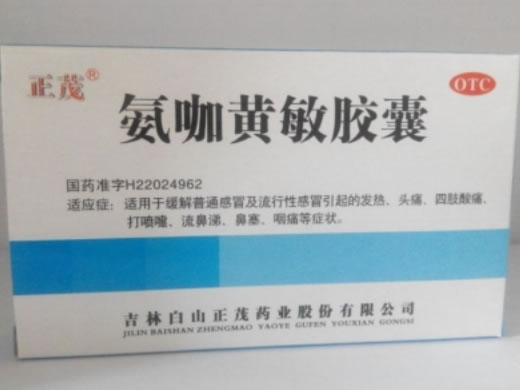 正茂®
OTC
氨咖黄敏胶囊
国药准字H22024962
适应症：适用于缓解普通感冒及流行性感冒引起的发热、头痛、四肢酸痛、
打喷嚏、流鼻涕、鼻塞、咽痛等症状。
吉林白山正茂药业股份有限公司
JILIN BAISHAN ZHENGMAO YAOYE GUFEN YOUXIAN GONGSI